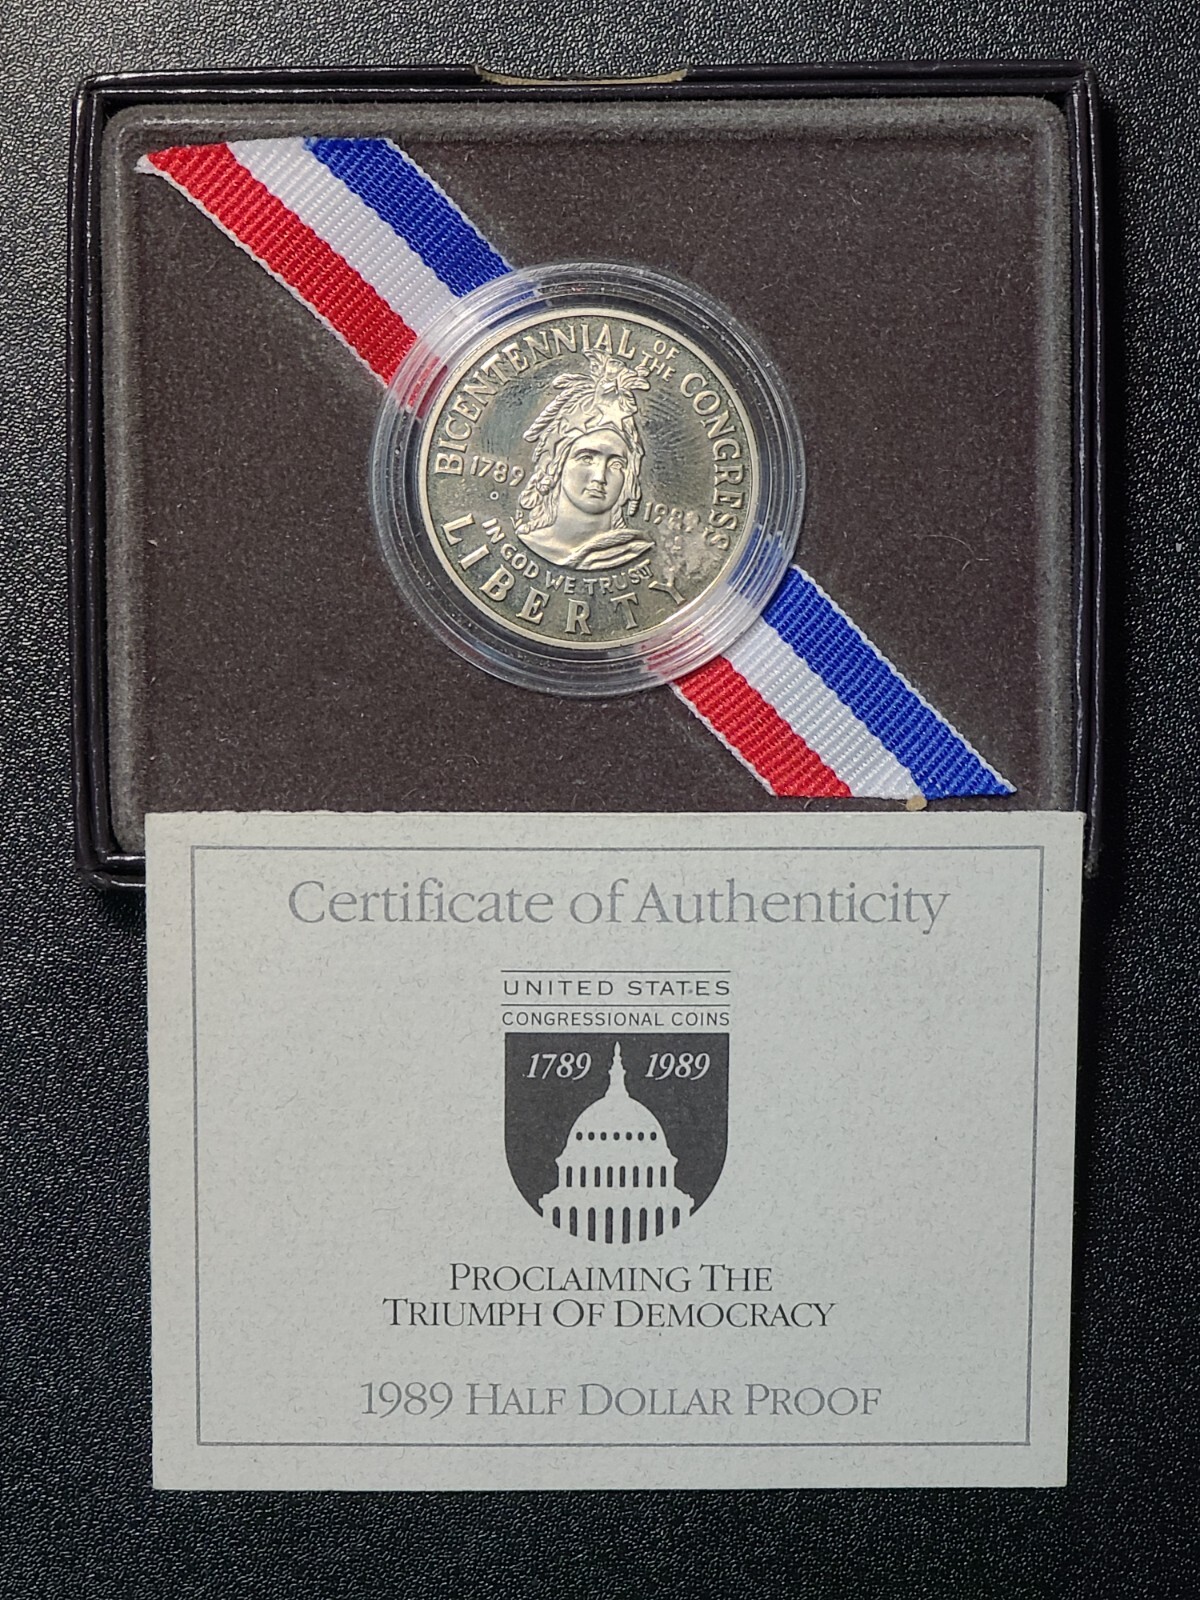 BICENTENNIAL OF THE CONGRESS
1789
1989
IN GOD WE TRUST
LIBERTY
Certificate of Authenticity
UNITED STATES
CONGRESSIONAL COINS
1789 1989
PROCLAIMING THE
TRIUMPH OF DEMOCRACY
1989 HALF DOLLAR PROOF